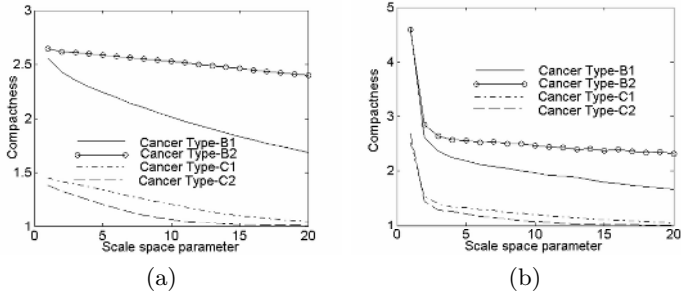 3
2.5
2
1.5
1
0
5
10
15
20
Compactness
Scale space parameter
Cancer Type-B1
Cancer Type-B2
Cancer Type-C1
Cancer Type-C2
(a)
5
4
3
2
1
0
5
10
15
20
Compactness
Scale space parameter
Cancer Type-B1
Cancer Type-B2
Cancer Type-C1
Cancer Type-C2
(b)